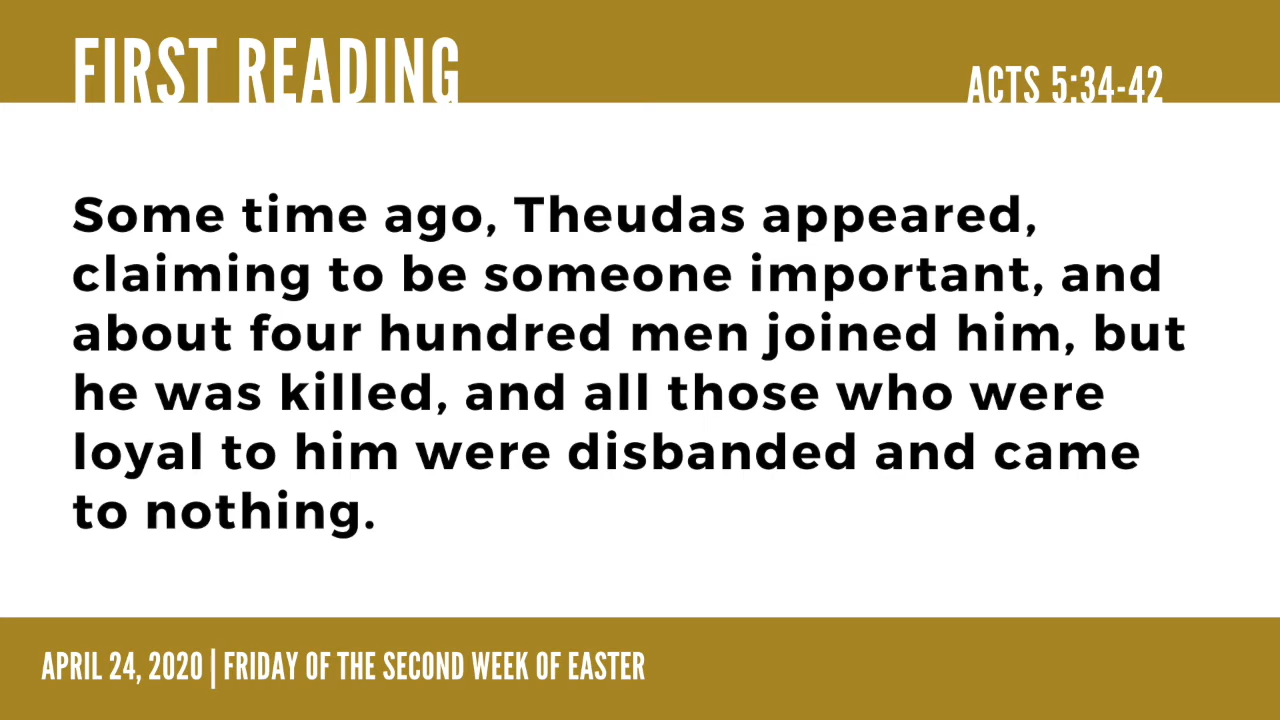 FIRST READING
ACTS 5:34-42
Some time ago, Theudas appeared,
claiming to be someone important, and
about four hundred men joined him, but
he was killed, and all those who were
loyal to him were disbanded and came
to nothing.
APRIL 24, 2020 | FRIDAY OF THE SECOND WEEK OF EASTER